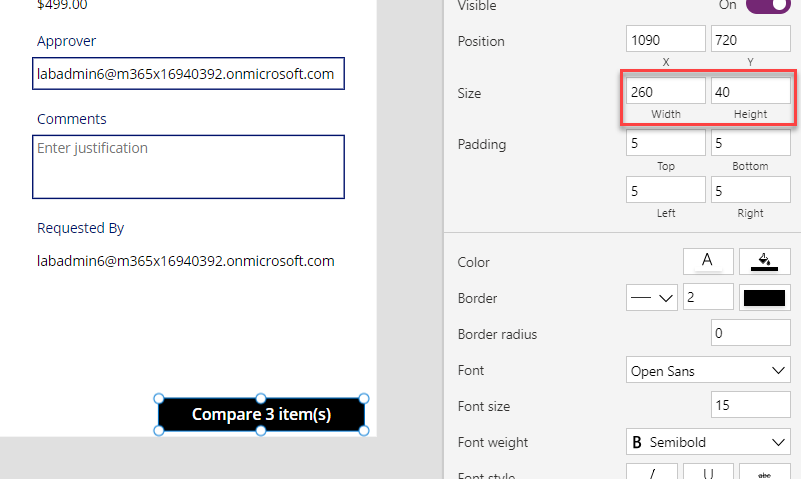 $499.00
Approver
labadmin6@m365x16940392.onmicrosoft.com
Comments
Enter justification
Requested By
labadmin6@m365x16940392.onmicrosoft.com
Compare 3 item(s)
Visible On
Position 1090 720
X Y
Size 260 40
Width Height
Padding 5 5
Top Bottom
5 5
Left Right
Color A
Border 2
Border radius 0
Font Open Sans
Font size 15
Font weight B Semibold
Font style / U abc